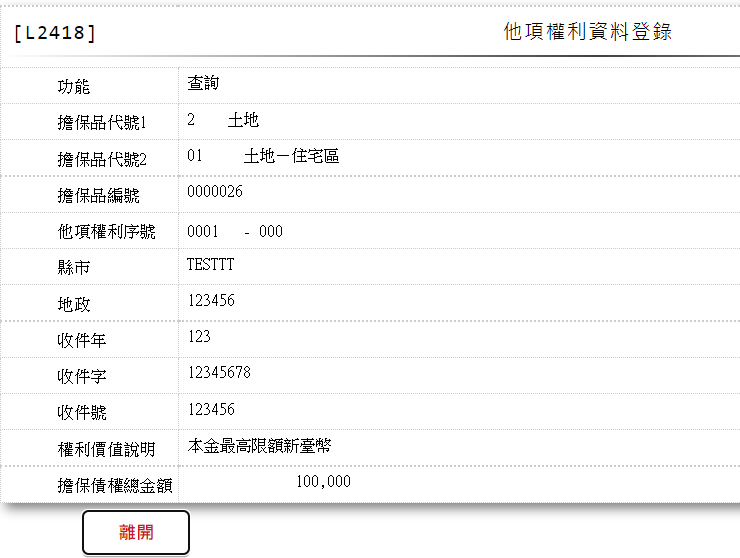 [L2418] 他項權利資料登錄
功能 查詢
擔保品代號1 2 土地
擔保品代號2 01 土地－住宅區
擔保品編號 0000026
他項權利序號 0001 - 000
縣市 TESTTT
地政 123456
收件年 123
收件字 12345678
收件號 123456
權利價值說明 本金最高限額新臺幣
擔保債權總金額 100,000
離開